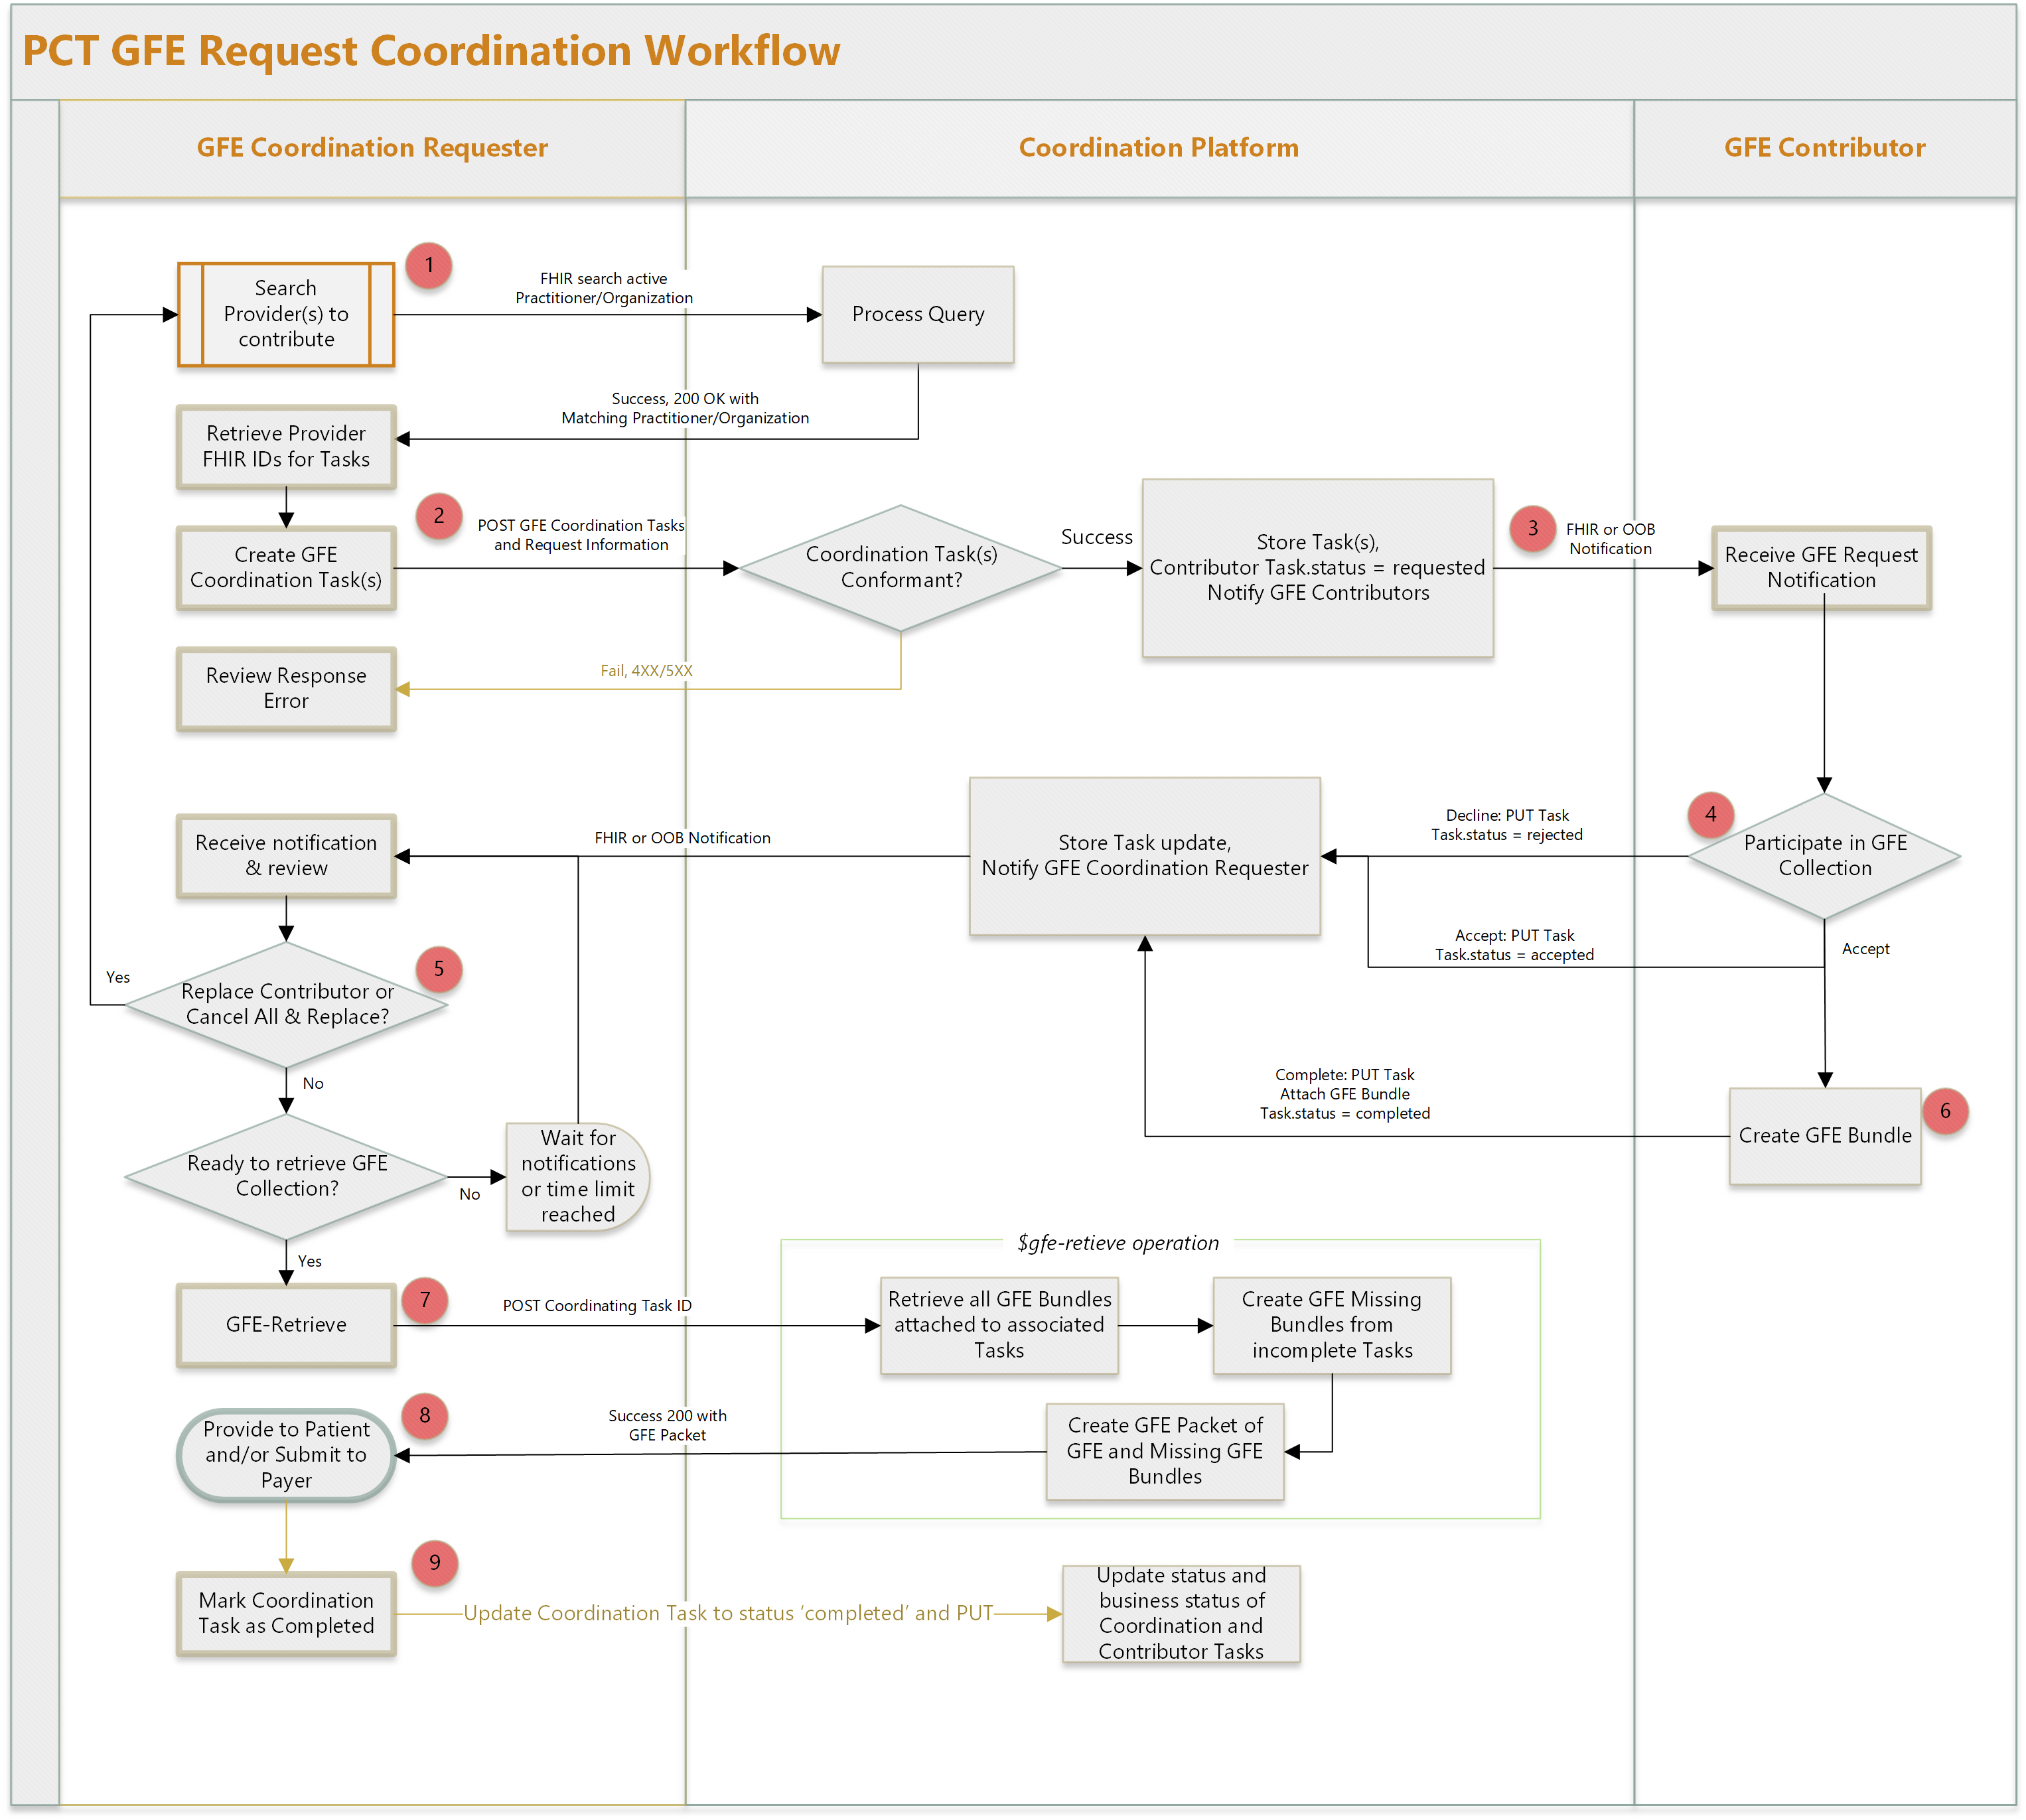 PCT GFE Request Coordination Workflow
GFE Coordination Requester
Coordination Platform
GFE Contributor
Search
Provider(s) to
contribute
1
FHIR search active
Practitioner/Organization
Process Query
Success, 200 OK with
Matching Practitioner/Organization
Retrieve Provider
FHIR IDs for Tasks
Create GFE
Coordination Task(s)
2
POST GFE Coordination Tasks
and Request Information
Coordination Task(s)
Conformant?
Success
Store Task(s),
Contributor Task.status = requested
Notify GFE Contributors
3
FHIR or OOB
Notification
Receive GFE Request
Notification
Fail, 4XX/5XX
Review Response
Error
Receive notification
& review
FHIR or OOB Notification
Store Task update,
Notify GFE Coordination Requester
Decline: PUT Task
Task.status = rejected
4
Participate in GFE
Collection
Accept: PUT Task
Task.status = accepted
Accept
Yes
Replace Contributor or
Cancel All & Replace?
5
No
Complete: PUT Task
Attach GFE Bundle
Task.status = completed
Create GFE Bundle
6
Ready to retrieve GFE
Collection?
No
Wait for
notifications
or time limit
reached
Yes
$gfe-retieve operation
GFE-Retrieve
7
POST Coordinating Task ID
Retrieve all GFE Bundles
attached to associated
Tasks
Create GFE Missing
Bundles from
incomplete Tasks
Create GFE Packet of
GFE and Missing GFE
Bundles
Success 200 with
GFE Packet
8
Provide to Patient
and/or Submit to
Payer
9
Mark Coordination
Task as Completed
Update Coordination Task to status ‘completed’ and PUT
Update status and
business status of
Coordination and
Contributor Tasks